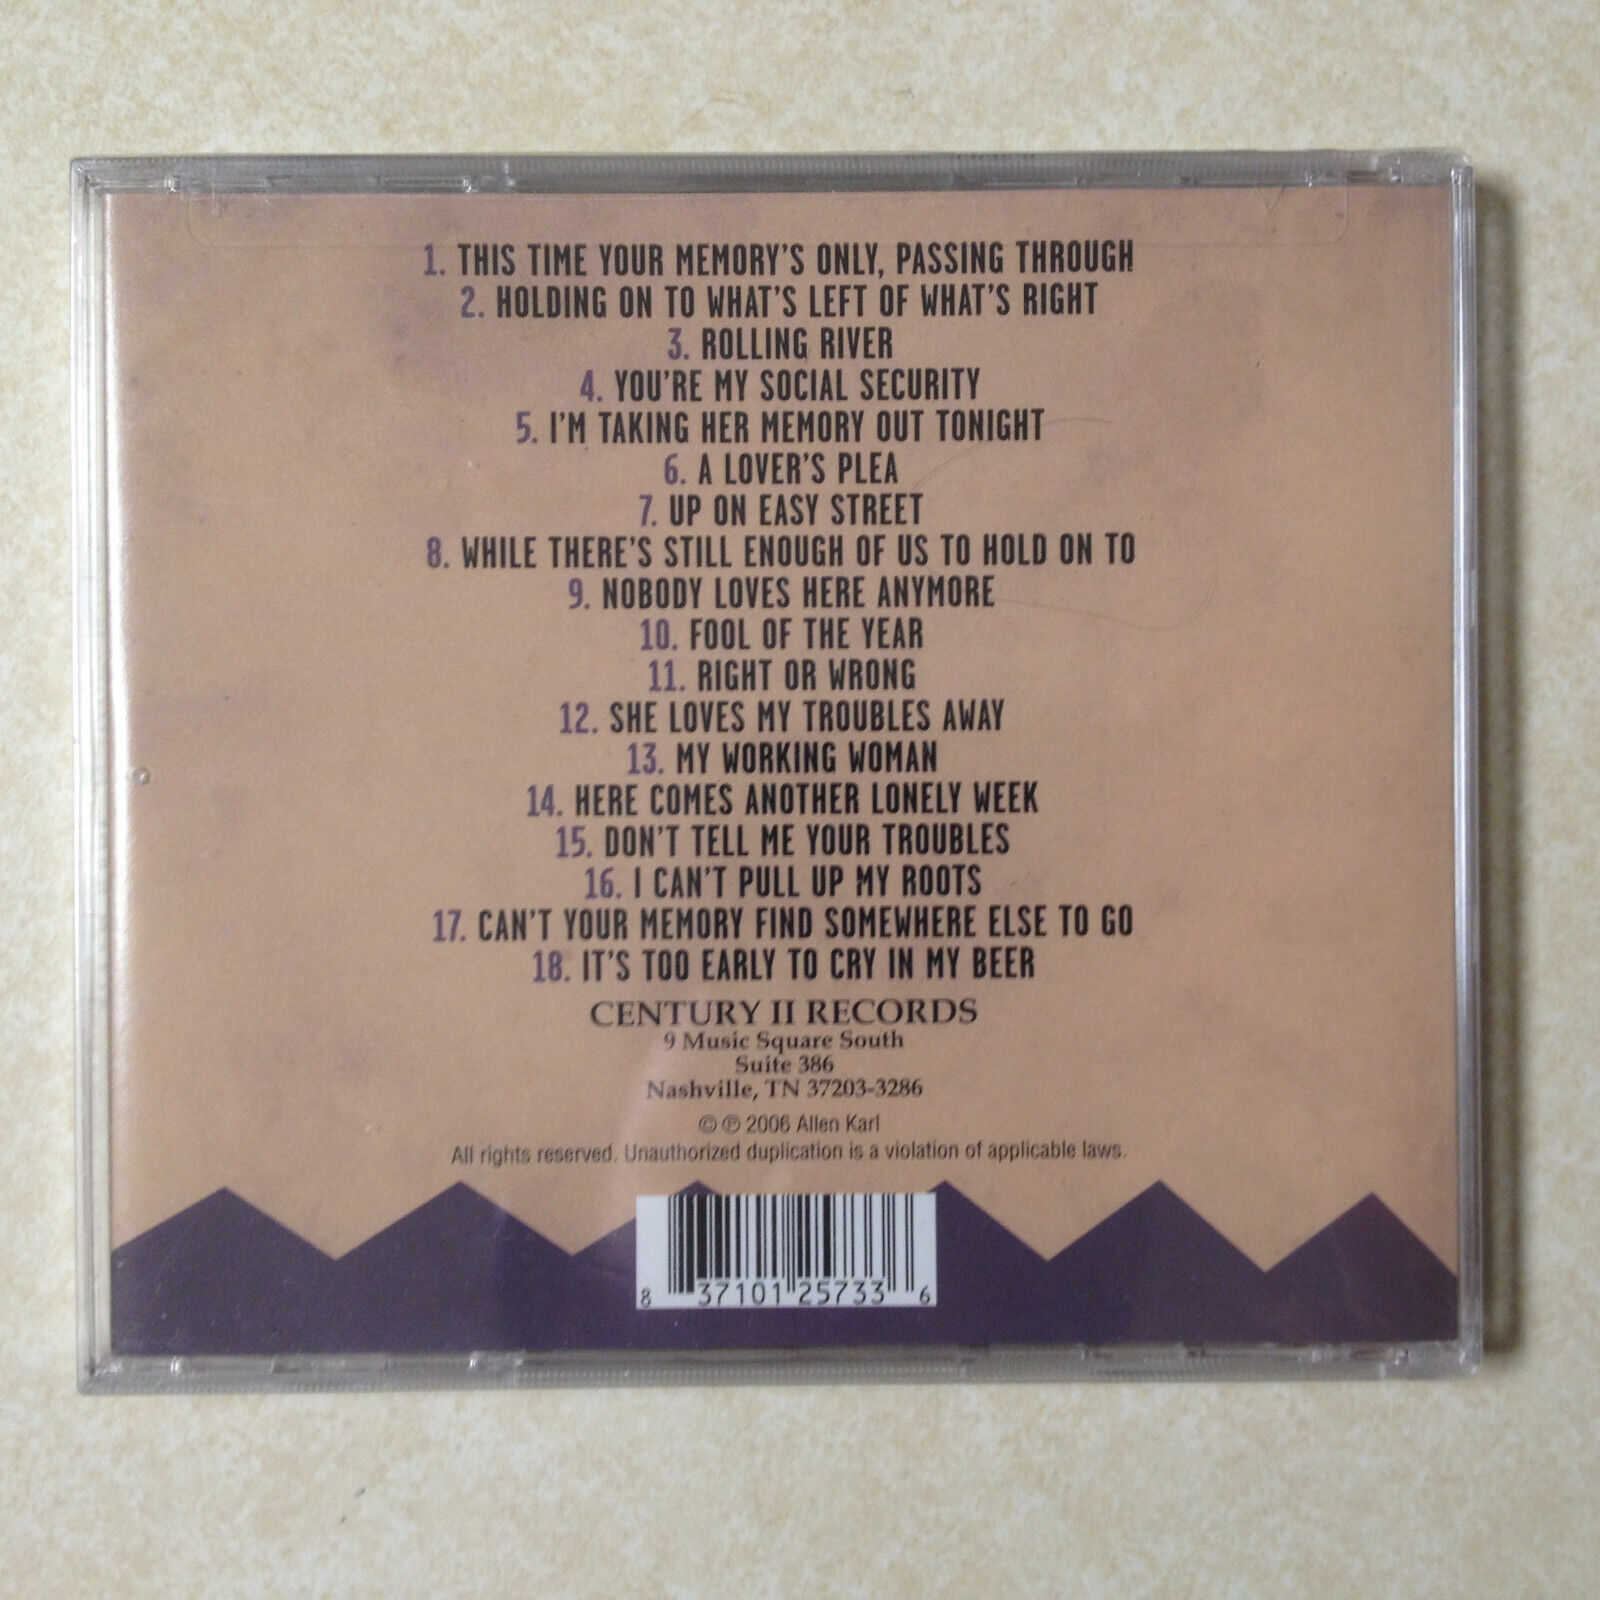 1. THIS TIME YOUR MEMORY'S ONLY, PASSING THROUGH
2. HOLDING ON TO WHAT'S LEFT OF WHAT'S RIGHT
3. ROLLING RIVER
4. YOU'RE MY SOCIAL SECURITY
5. I'M TAKING HER MEMORY OUT TONIGHT
6. A LOVER'S PLEA
7. UP ON EASY STREET
8. WHILE THERE'S STILL ENOUGH OF US TO HOLD ON TO
9. NOBODY LOVES HERE ANYMORE
10. FOOL OF THE YEAR
11. RIGHT OR WRONG
12. SHE LOVES MY TROUBLES AWAY
13. MY WORKING WOMAN
14. HERE COMES ANOTHER LONELY WEEK
15. DON'T TELL ME YOUR TROUBLES
16. I CAN'T PULL UP MY ROOTS
17. CAN'T YOUR MEMORY FIND SOMEWHERE ELSE TO GO
18. IT'S TOO EARLY TO CRY IN MY BEER
CENTURY II RECORDS
9 Music Square South
Suite 386
Nashville, TN 37203-3286
© ℗ 2006 Allen Karl
All rights reserved. Unauthorized duplication is a violation of applicable laws.
8 37101 25733 6